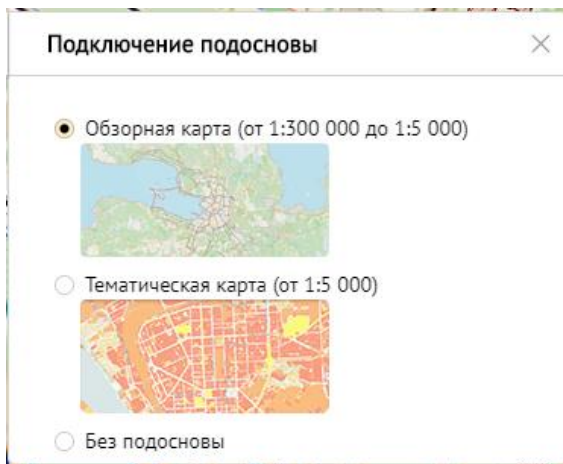 Подключение подосновы
Обзорная карта (от 1:300 000 до 1:5 000)
Тематическая карта (от 1:5 000)
Без подосновы